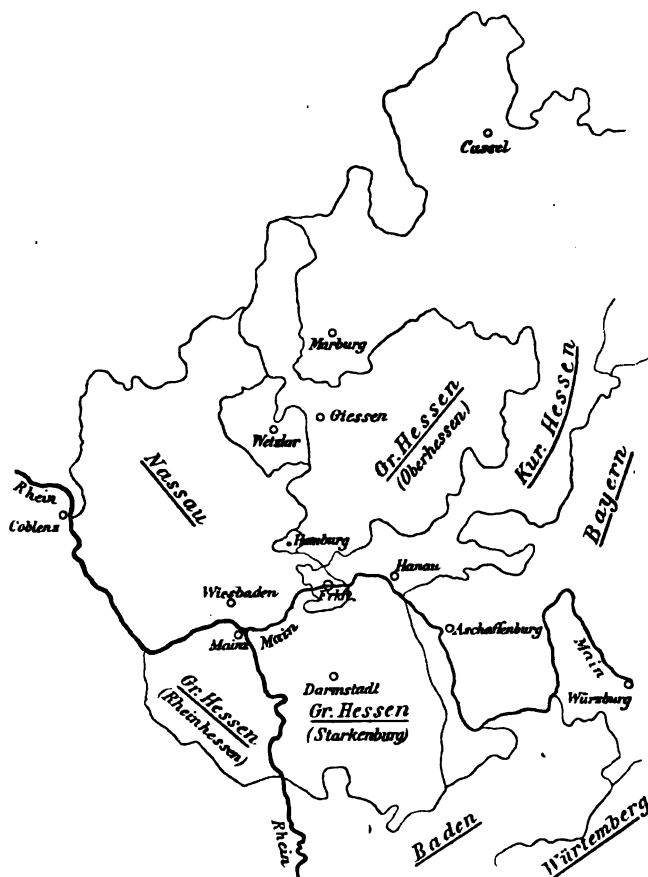 Cassel
Marburg
Giessen
Wetzlar
Gr. Hessen
(Oberhessen)
Kur. Hessen
Bayern
Nassau
Rhein
Coblenz
Homburg
Hanau
Wiesbaden
Frkft.
Main
Mainz
Aschaffenburg
Main
Würzburg
Gr. Hessen
(Rheinhessen)
Darmstadt
Gr. Hessen
(Starkenburg)
Rhein
Baden
Würtemberg